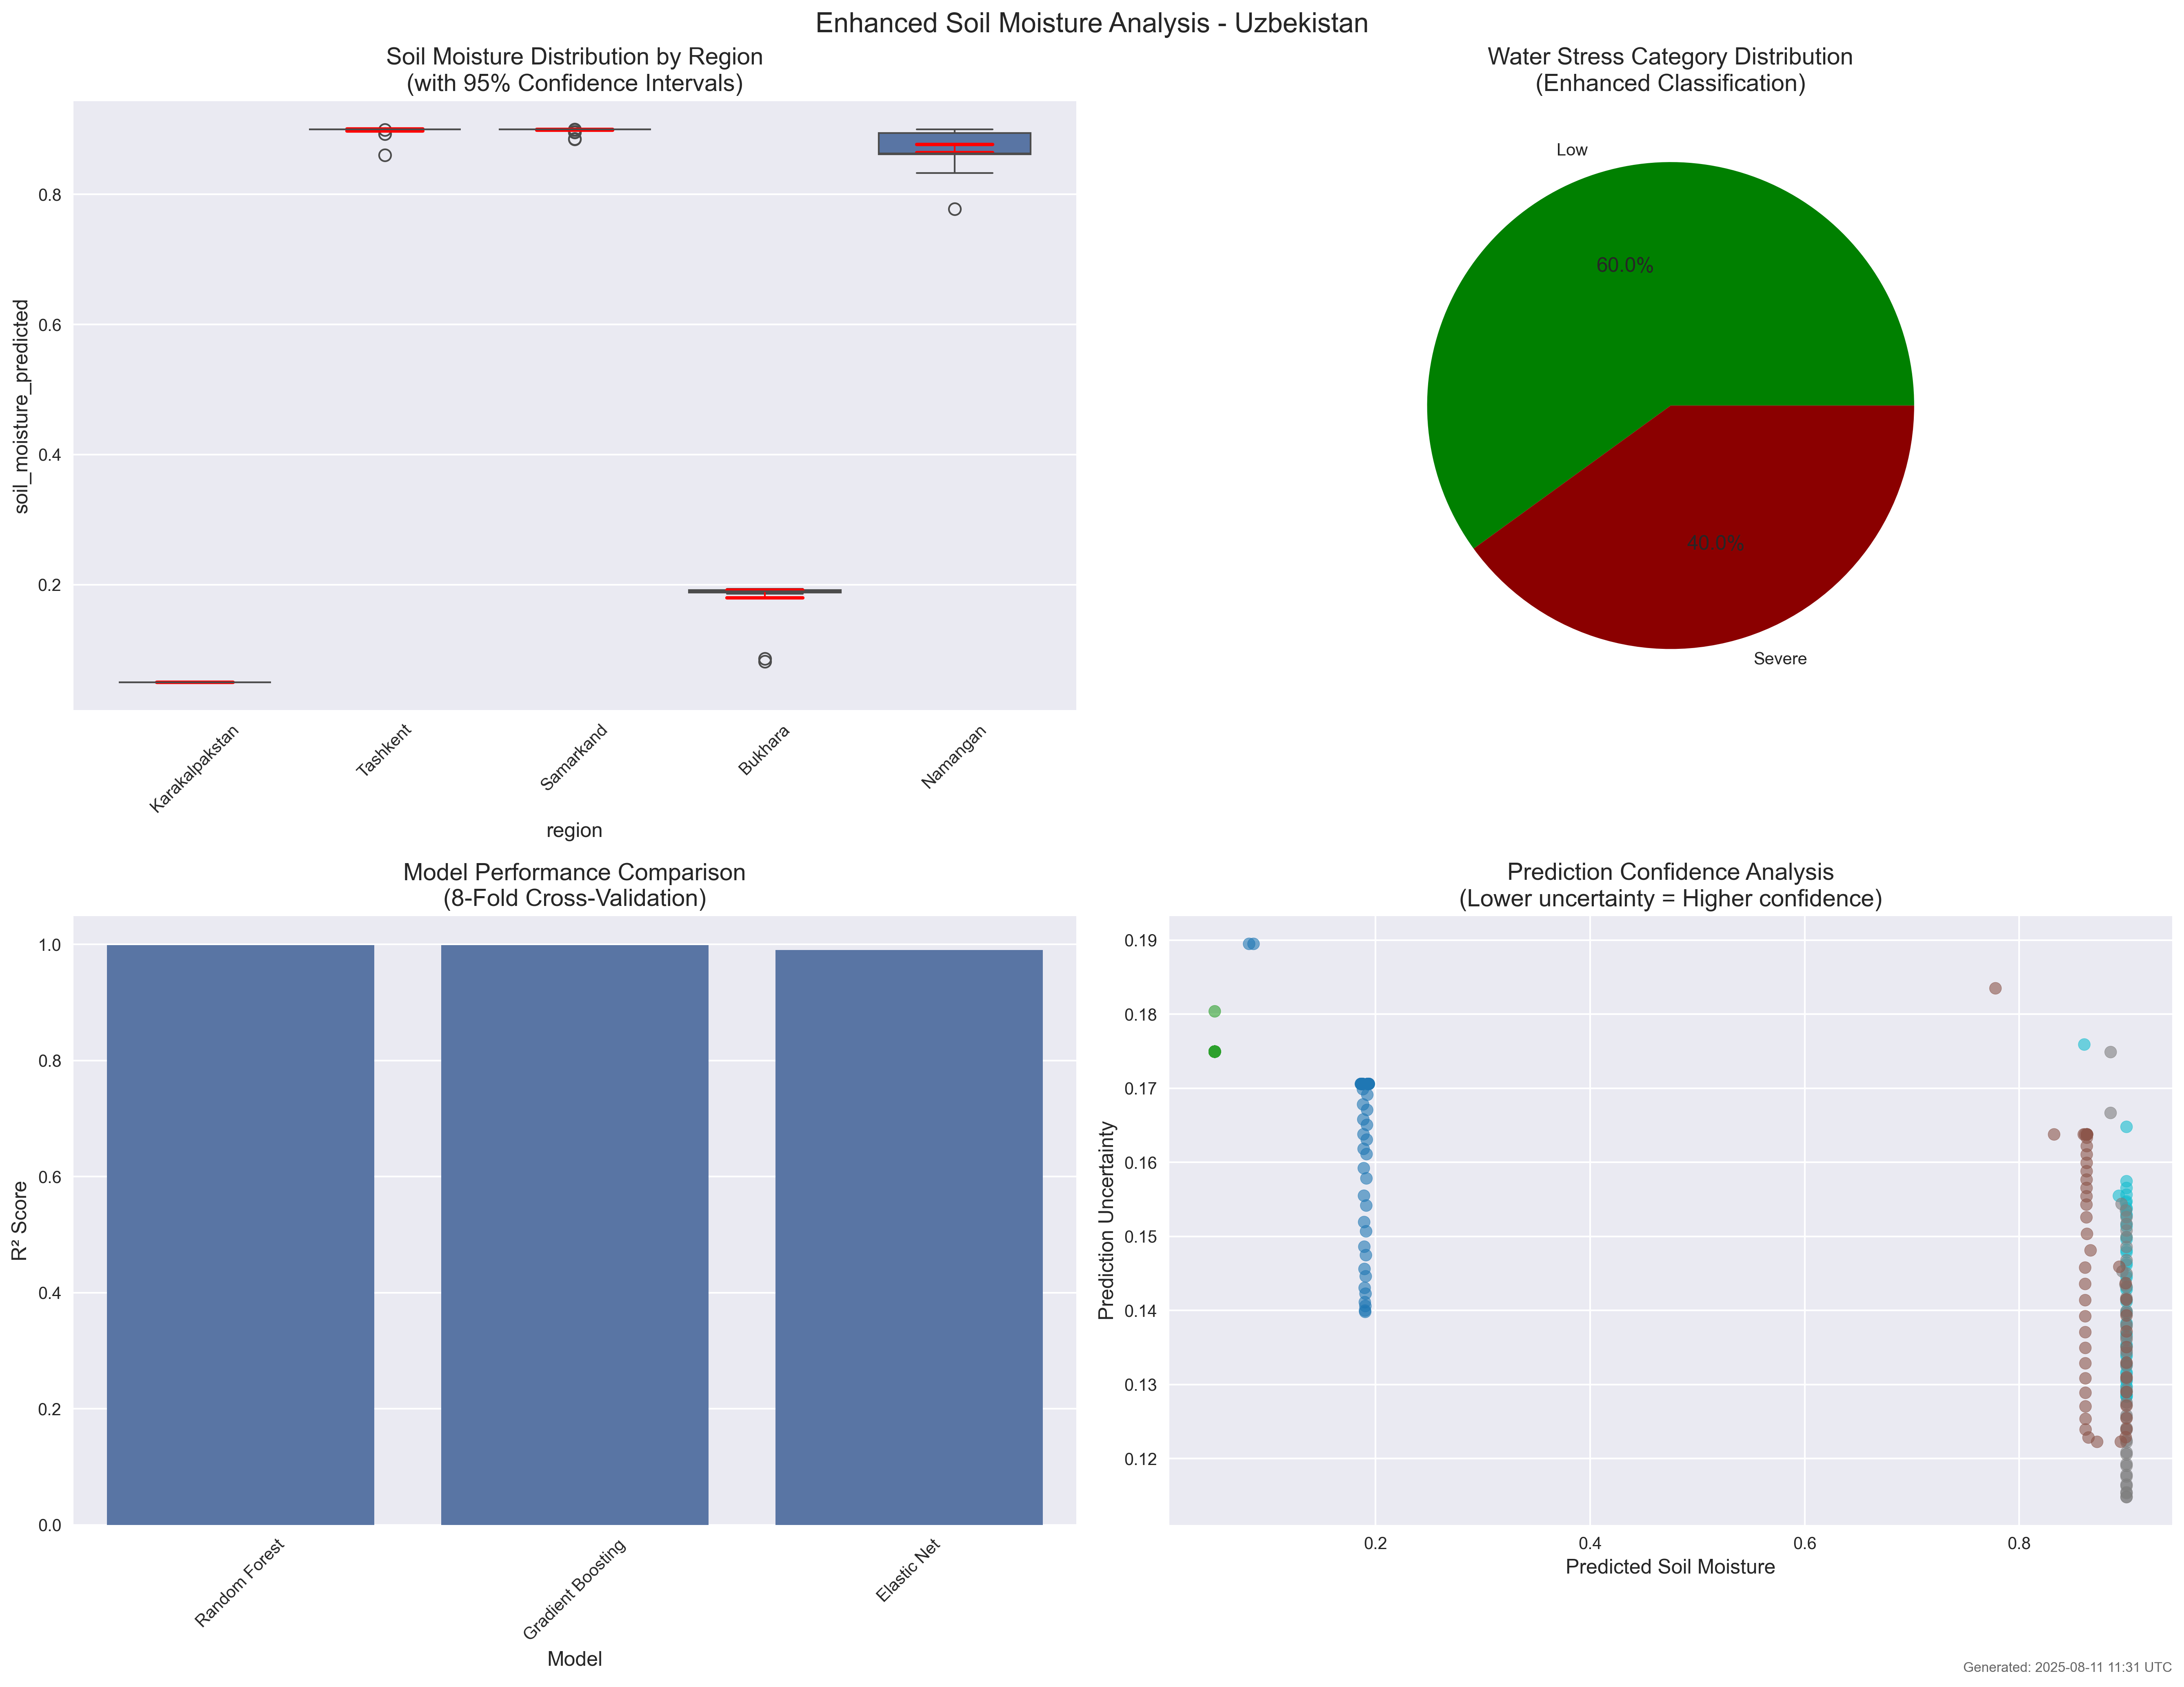 Enhanced Soil Moisture Analysis - Uzbekistan
Soil Moisture Distribution by Region
(with 95% Confidence Intervals)
soil_moisture_predicted
0.8
0.6
0.4
0.2
Karakalpakstan
Tashkent
Samarkand
Bukhara
Namangan
region
Water Stress Category Distribution
(Enhanced Classification)
Low
60.0%
40.0%
Severe
Model Performance Comparison
(8-Fold Cross-Validation)
R² Score
1.0
0.8
0.6
0.4
0.2
0.0
Random Forest
Gradient Boosting
Elastic Net
Model
Prediction Confidence Analysis
(Lower uncertainty = Higher confidence)
Prediction Uncertainty
0.19
0.18
0.17
0.16
0.15
0.14
0.13
0.12
0.2
0.4
0.6
0.8
Predicted Soil Moisture
Generated: 2025-08-11 11:31 UTC